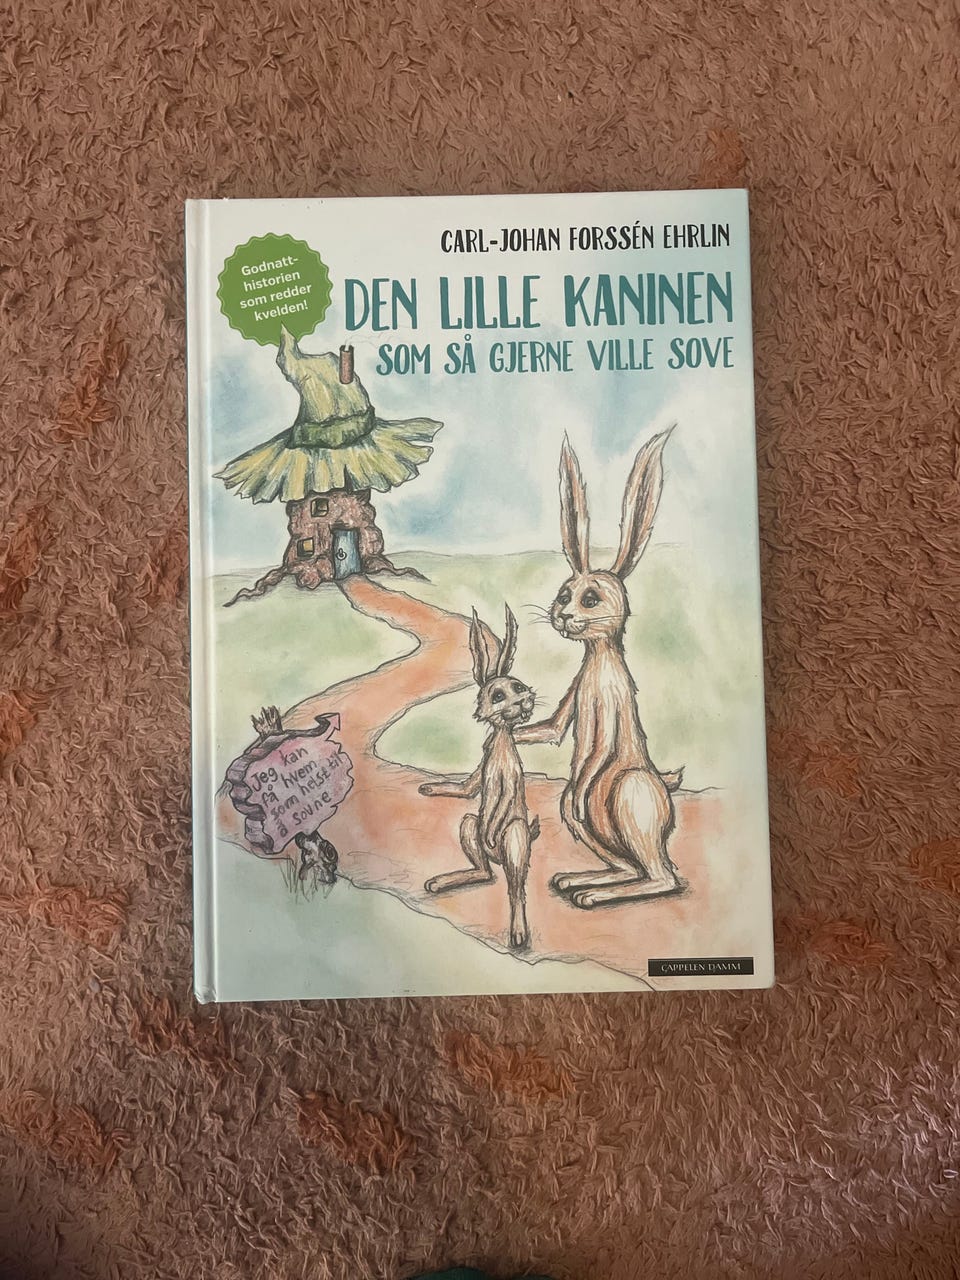 CARL-JOHAN FORSSÉN EHRLIN
Godnatt-
historien
som redder
kvelden!
DEN LILLE KANINEN
SOM SÅ GJERNE VILLE SOVE
Jeg kan
få hvem
som helst til
å sovne
CAPPELEN DAMM